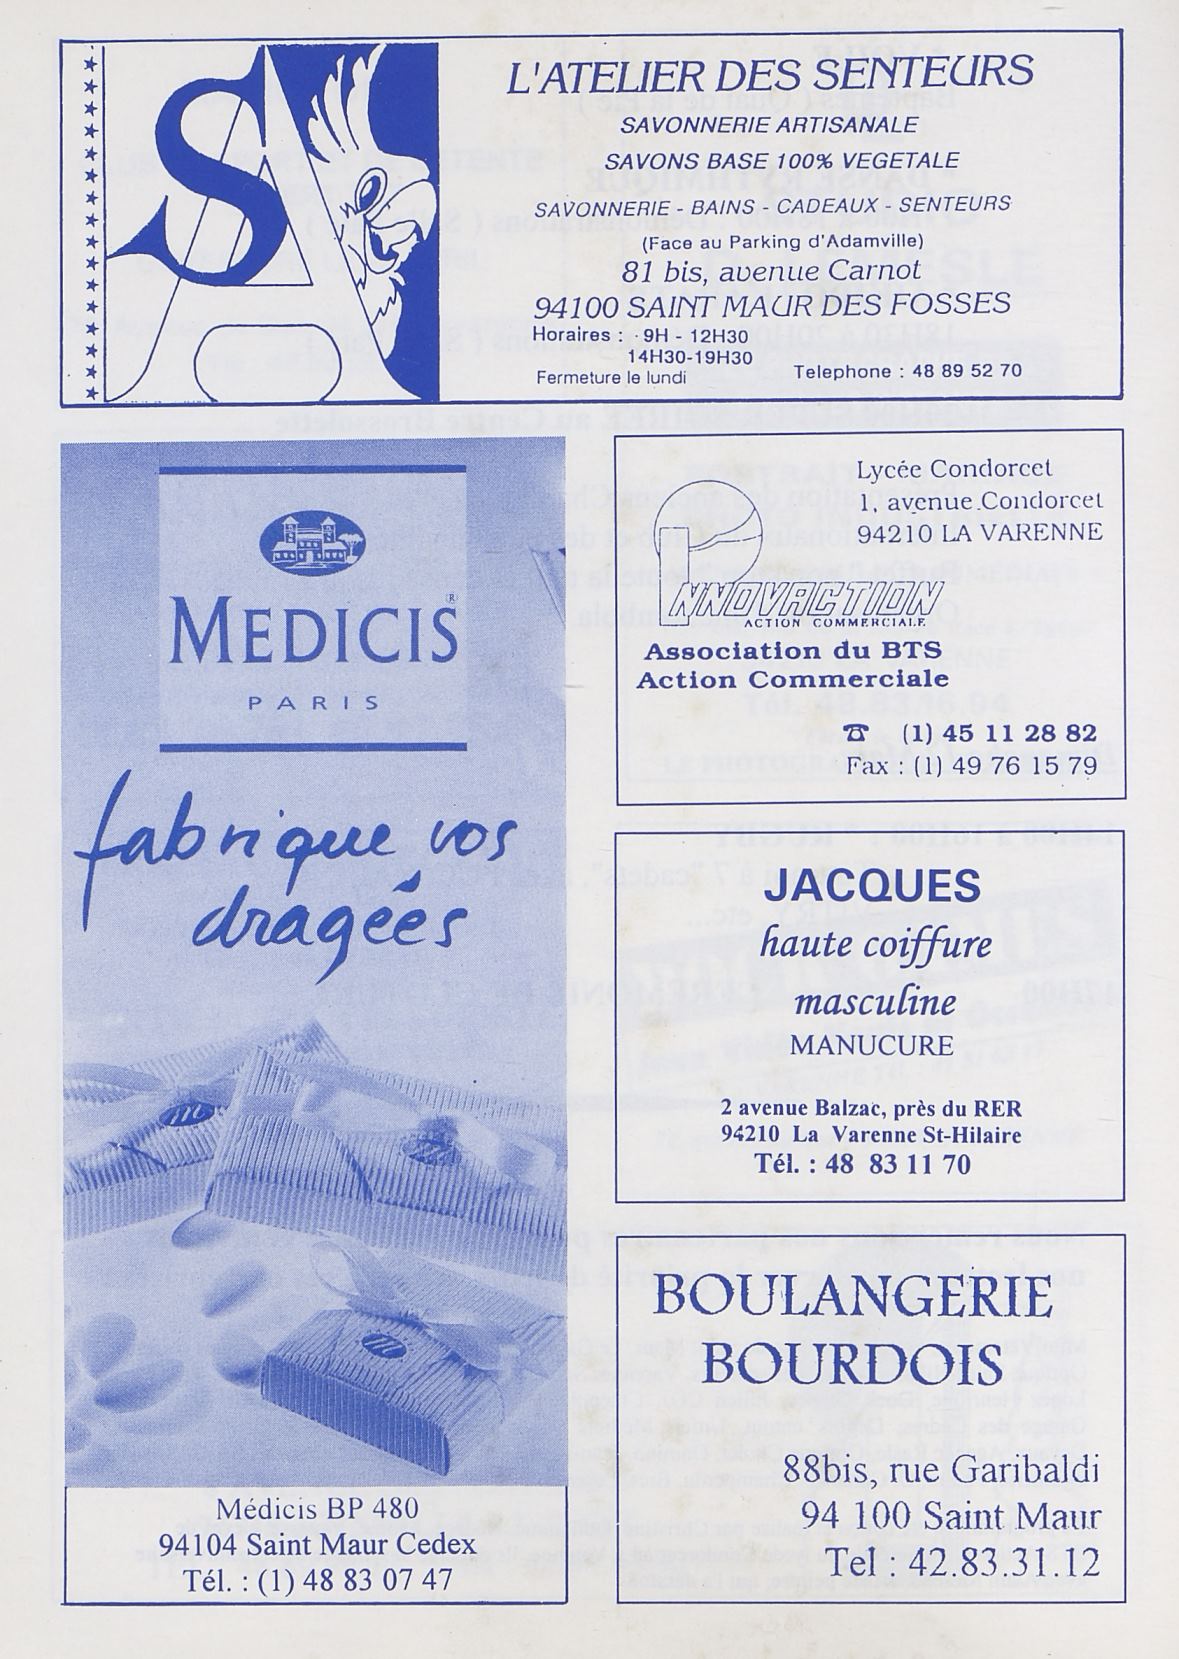 L'ATELIER DES SENTEURS
SAVONNERIE ARTISANALE
SAVONS BASE 100% VEGETALE
SAVONNERIE - BAINS - CADEAUX - SENTEURS
(Face au Parking d'Adamville)
81 bis, avenue Carnot
94100 SAINT MAUR DES FOSSES
Horaires : 9H - 12H30
14H30-19H30
Fermeture le lundi
Telephone : 48 89 52 70
MEDICIS®
PARIS
fabrique vos
dragées
Médicis BP 480
94104 Saint Maur Cedex
Tél. : (1) 48 83 07 47
Lycée Condorcet
1, avenue Condorcet
94210 LA VARENNE
INNOVACTION
ACTION COMMERCIALE
Association du BTS
Action Commerciale
☎ (1) 45 11 28 82
Fax : (1) 49 76 15 79
JACQUES
haute coiffure
masculine
MANUCURE
2 avenue Balzac, près du RER
94210 La Varenne St-Hilaire
Tél. : 48 83 11 70
BOULANGERIE
BOURDOIS
88bis, rue Garibaldi
94 100 Saint Maur
Tel : 42.83.31.12